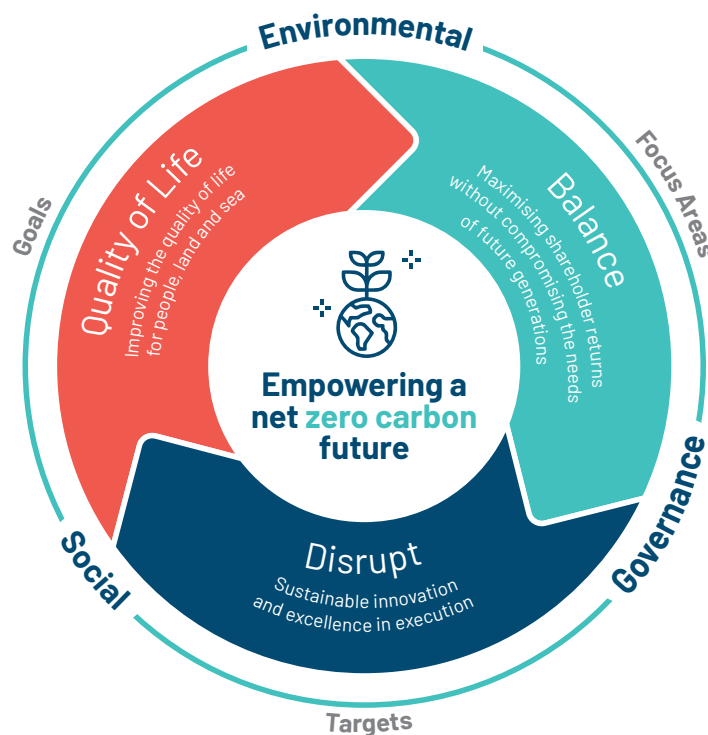 Environmental
Focus Areas
Governance
Targets
Social
Goals
Quality of Life
Improving the quality of life
for people, land and sea
Balance
Maximising shareholder returns
without compromising the needs
of future generations
Disrupt
Sustainable innovation
and excellence in execution
Empowering a
net zero carbon
future